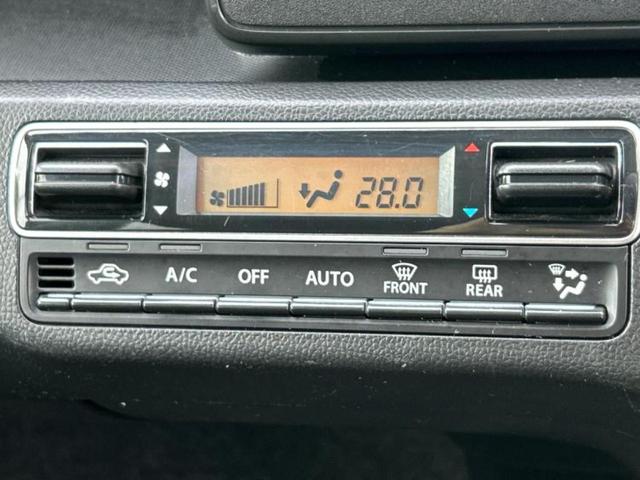 28.0
A/C OFF AUTO FRONT REAR